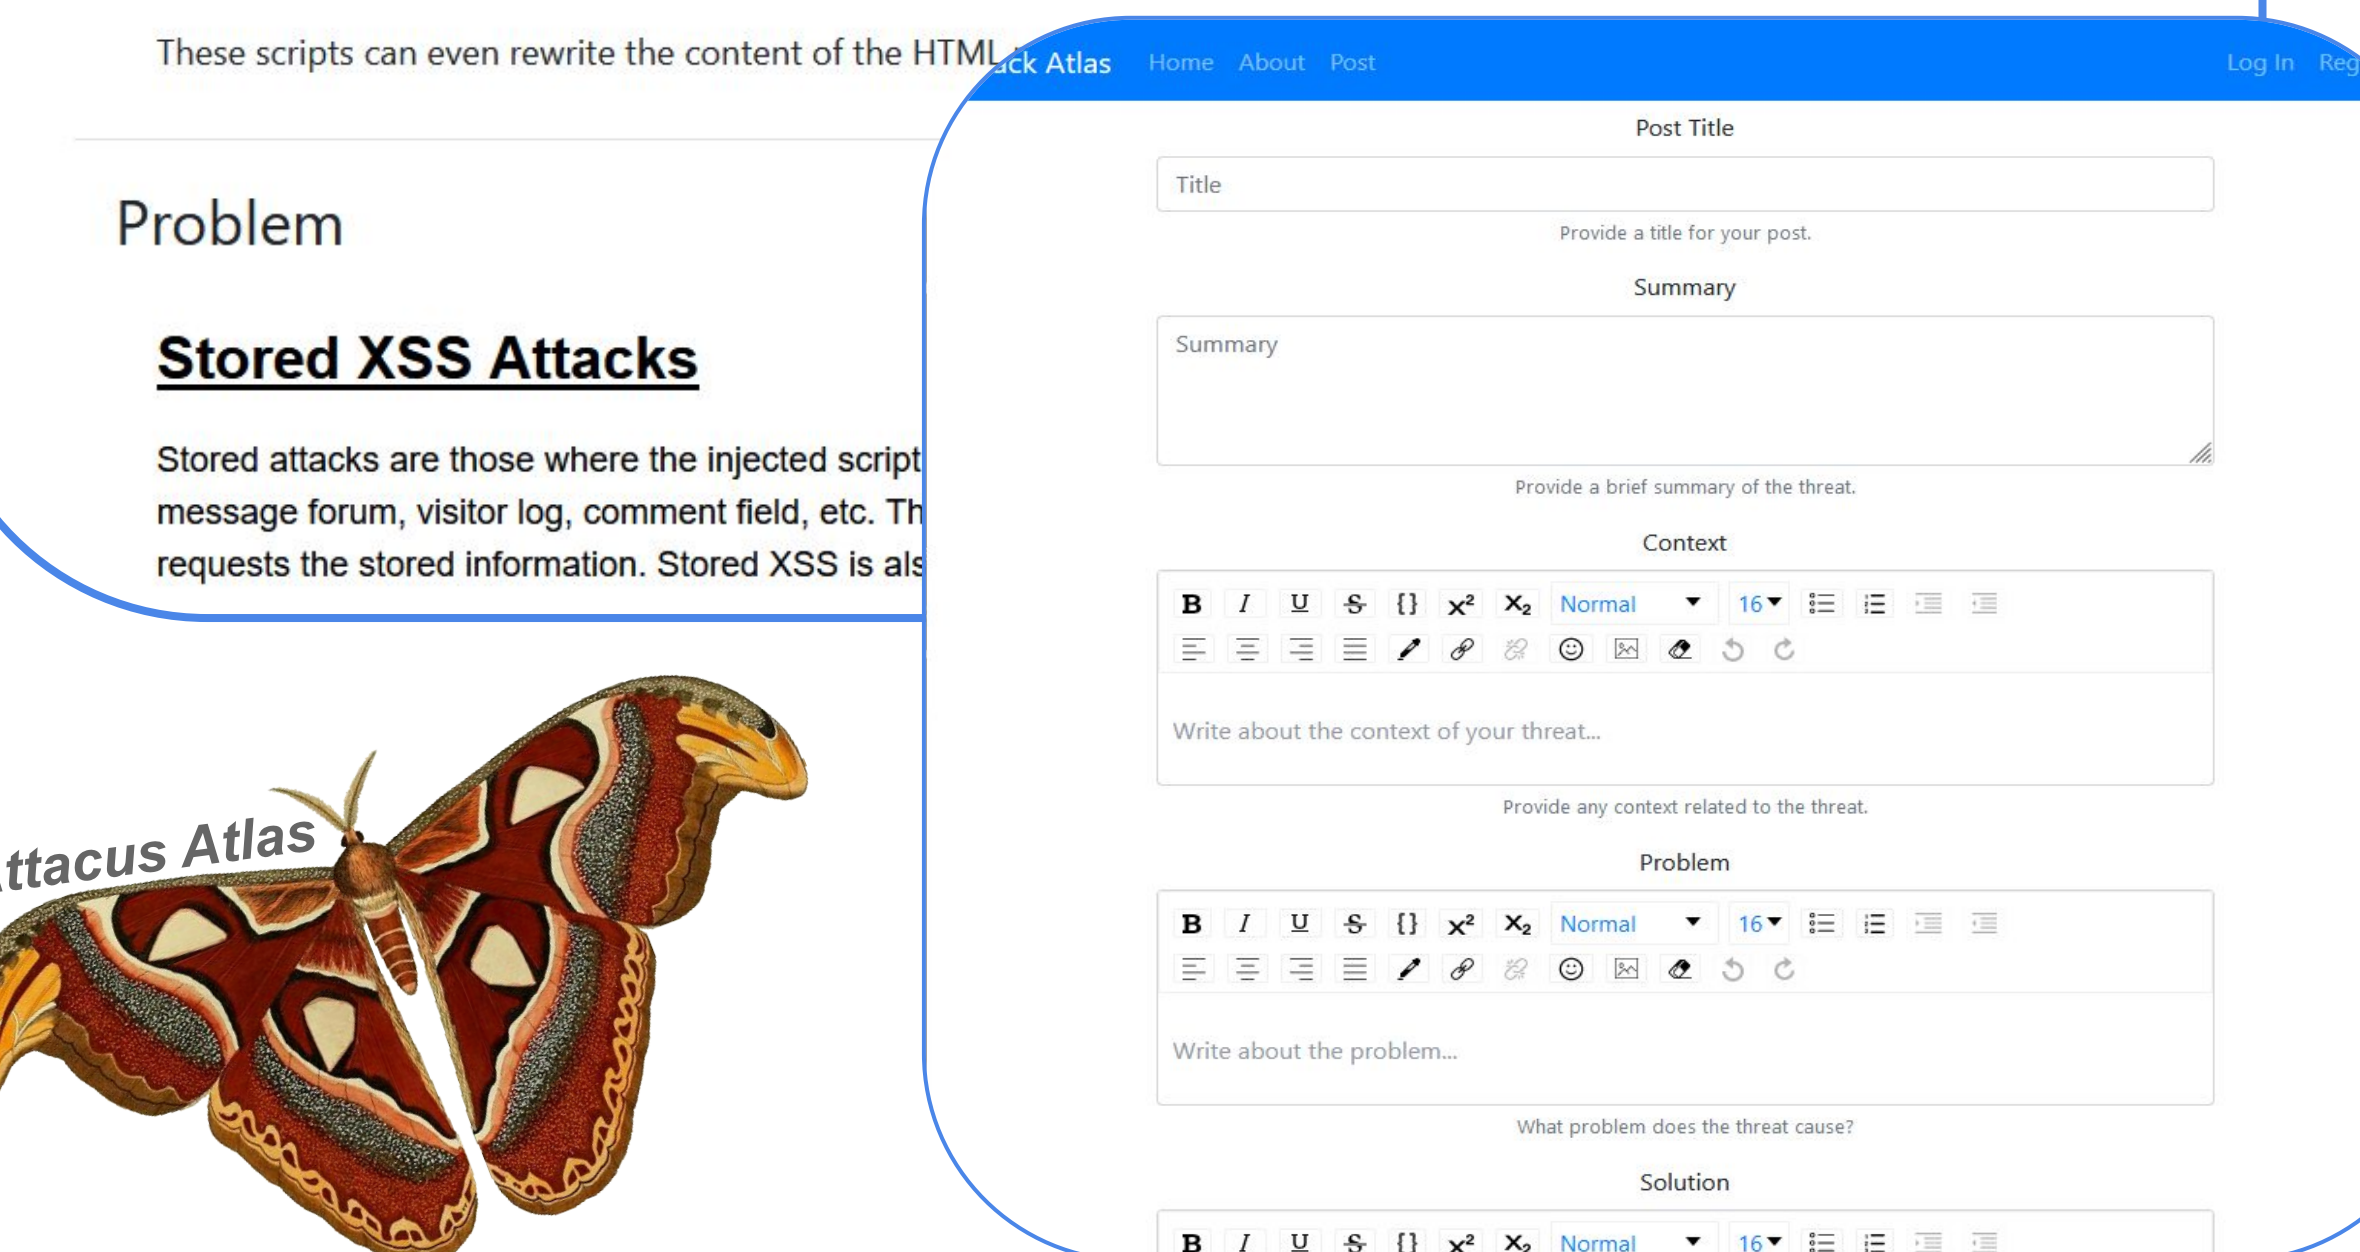 These scripts can even rewrite the content of the HTML
Problem
Stored XSS Attacks
Stored attacks are those where the injected script
message forum, visitor log, comment field, etc. Th
requests the stored information. Stored XSS is als
ttacus Atlas
ack Atlas Home About Post Log In Reg
Post Title
Title
Provide a title for your post.
Summary
Summary
Provide a brief summary of the threat.
Context
B I U S {} x² x₂ Normal 16
Write about the context of your threat...
Provide any context related to the threat.
Problem
B I U S {} x² x₂ Normal 16
Write about the problem...
What problem does the threat cause?
Solution
B I U S {} x² x₂ Normal 16